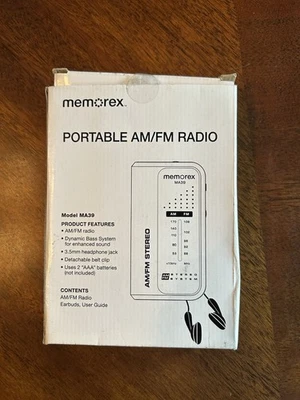 memorex
PORTABLE AM/FM RADIO
Model MA39
PRODUCT FEATURES
• AM/FM radio
• Dynamic Bass System
for enhanced sound
• 3.5mm headphone jack
• Detachable belt clip
• Uses 2 "AAA" batteries
(not included)
CONTENTS
AM/FM Radio
Earbuds, User Guide
memorex
MA39
AM FM
AM/FM STEREO